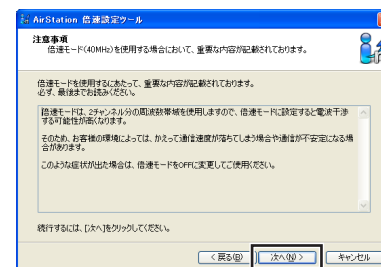 AirStation 倍速設定ツール
注意事項
倍速モード(40MHz)を使用する場合において、重要な内容が記載されております。
倍速モードを使用するにあたって、重要な内容が記載されております。
必ず、最後までお読みください。
倍速モードは、2チャンネル分の周波数帯域を使用しますので、倍速モードに設定すると電波干渉
する可能性が高くなります。
そのため、お客様の環境によっては、かえって通信速度が落ちてしまう場合や通信が不安定になる場
合があります。
このような症状が出た場合は、倍速モードをOFFに変更してご使用ください。
続行するには、[次へ]をクリックしてください。
< 戻る(B) 次へ(N) > キャンセル